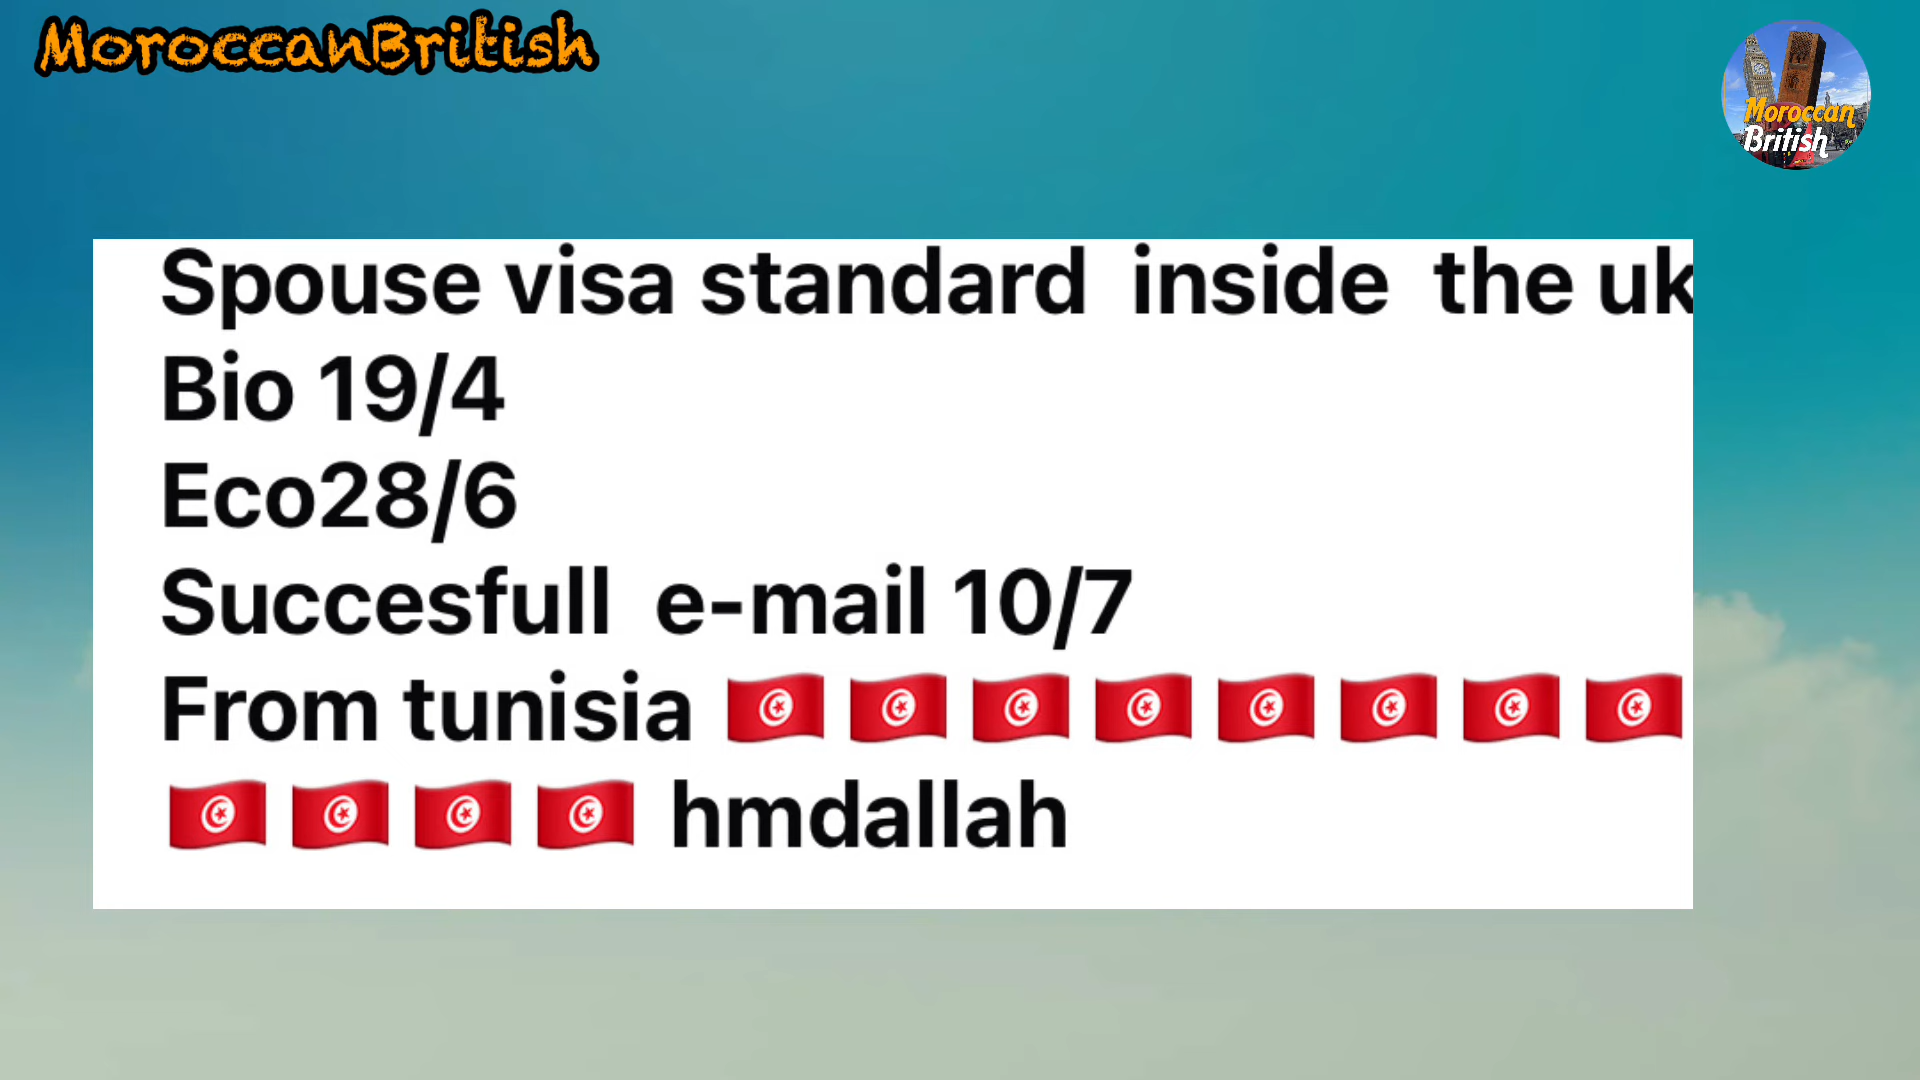 MoroccanBritish
Moroccan
British
Spouse visa standard inside the uk
Bio 19/4
Eco28/6
Succesfull e-mail 10/7
From tunisia 🇹🇳 🇹🇳 🇹🇳 🇹🇳 🇹🇳 🇹🇳 🇹🇳 🇹🇳
🇹🇳 🇹🇳 🇹🇳 🇹🇳 hmdallah